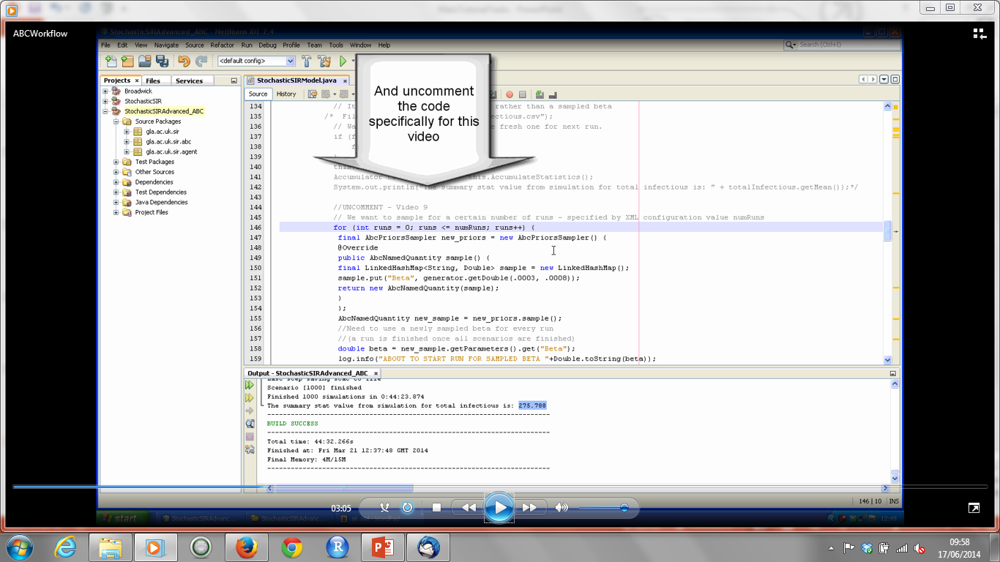 ABCWorkflow
StochasticSIRAdvanced_ABC - NetBeans IDE 7.4
File Edit View Navigate Source Refactor Run Debug Profile Team Tools Window Help
Search (Ctrl+I)
<default config>
Projects × Files Services
StochasticSIRModel.java ×
Source History
Broadwick
StochasticSIR
StochasticSIRAdvanced_ABC
Source Packages
gla.ac.uk.sir
gla.ac.uk.sir.abc
gla.ac.uk.sir.agent
Test Packages
Other Sources
Dependencies
Test Dependencies
Java Dependencies
Project Files
And uncomment
the code
specifically for this
video
134 // It rather than a sampled beta
135 /* Fil ectious.csv");
136 // Wa e fresh one for next run.
137 if (f
138 f
139
140 this.
141 Accumulator this.AccumulateStatistics();
142 System.out.println("The summary stat value from simulation for total infectious is: " + totalInfectious.getMean());*/
143
144 //UNCOMMENT - Video 9
145 // We want to sample for a certain number of runs - specified by XML configuration value numRuns
146 for (int runs = 0; runs <= numRuns; runs++) {
147 final AbcPriorsSampler new_priors = new AbcPriorsSampler() {
148 @Override
149 public AbcNamedQuantity sample() {
150 final LinkedHashMap<String, Double> sample = new LinkedHashMap();
151 sample.put("Beta", generator.getDouble(.0003, .0008));
152 return new AbcNamedQuantity(sample);
153 }
154 };
155 AbcNamedQuantity new_sample = new_priors.sample();
156 //Need to use a newly sampled beta for every run
157 //(a run is finished once all scenarios are finished)
158 double beta = new_sample.getParameters().get("Beta");
159 log.info("ABOUT TO START RUN FOR SAMPLED BETA "+Double.toString(beta));
Output - StochasticSIRAdvanced_ABC ×
Last step saving stat to file
Scenario [1000] finished
Finished 1000 simulations in 0:44:23.874
The summary stat value from simulation for total infectious is: 275.788
------------------------------------------------------------------------
BUILD SUCCESS
------------------------------------------------------------------------
Total time: 44:32.266s
Finished at: Fri Mar 21 12:37:48 GMT 2014
Final Memory: 4M/15M
------------------------------------------------------------------------
146 | 10 INS
03:05
start
StochasticSIRAdvanc...
StochasticSIRAdvanc...
sir.xml - WordPad
12:49
09:58
17/06/2014